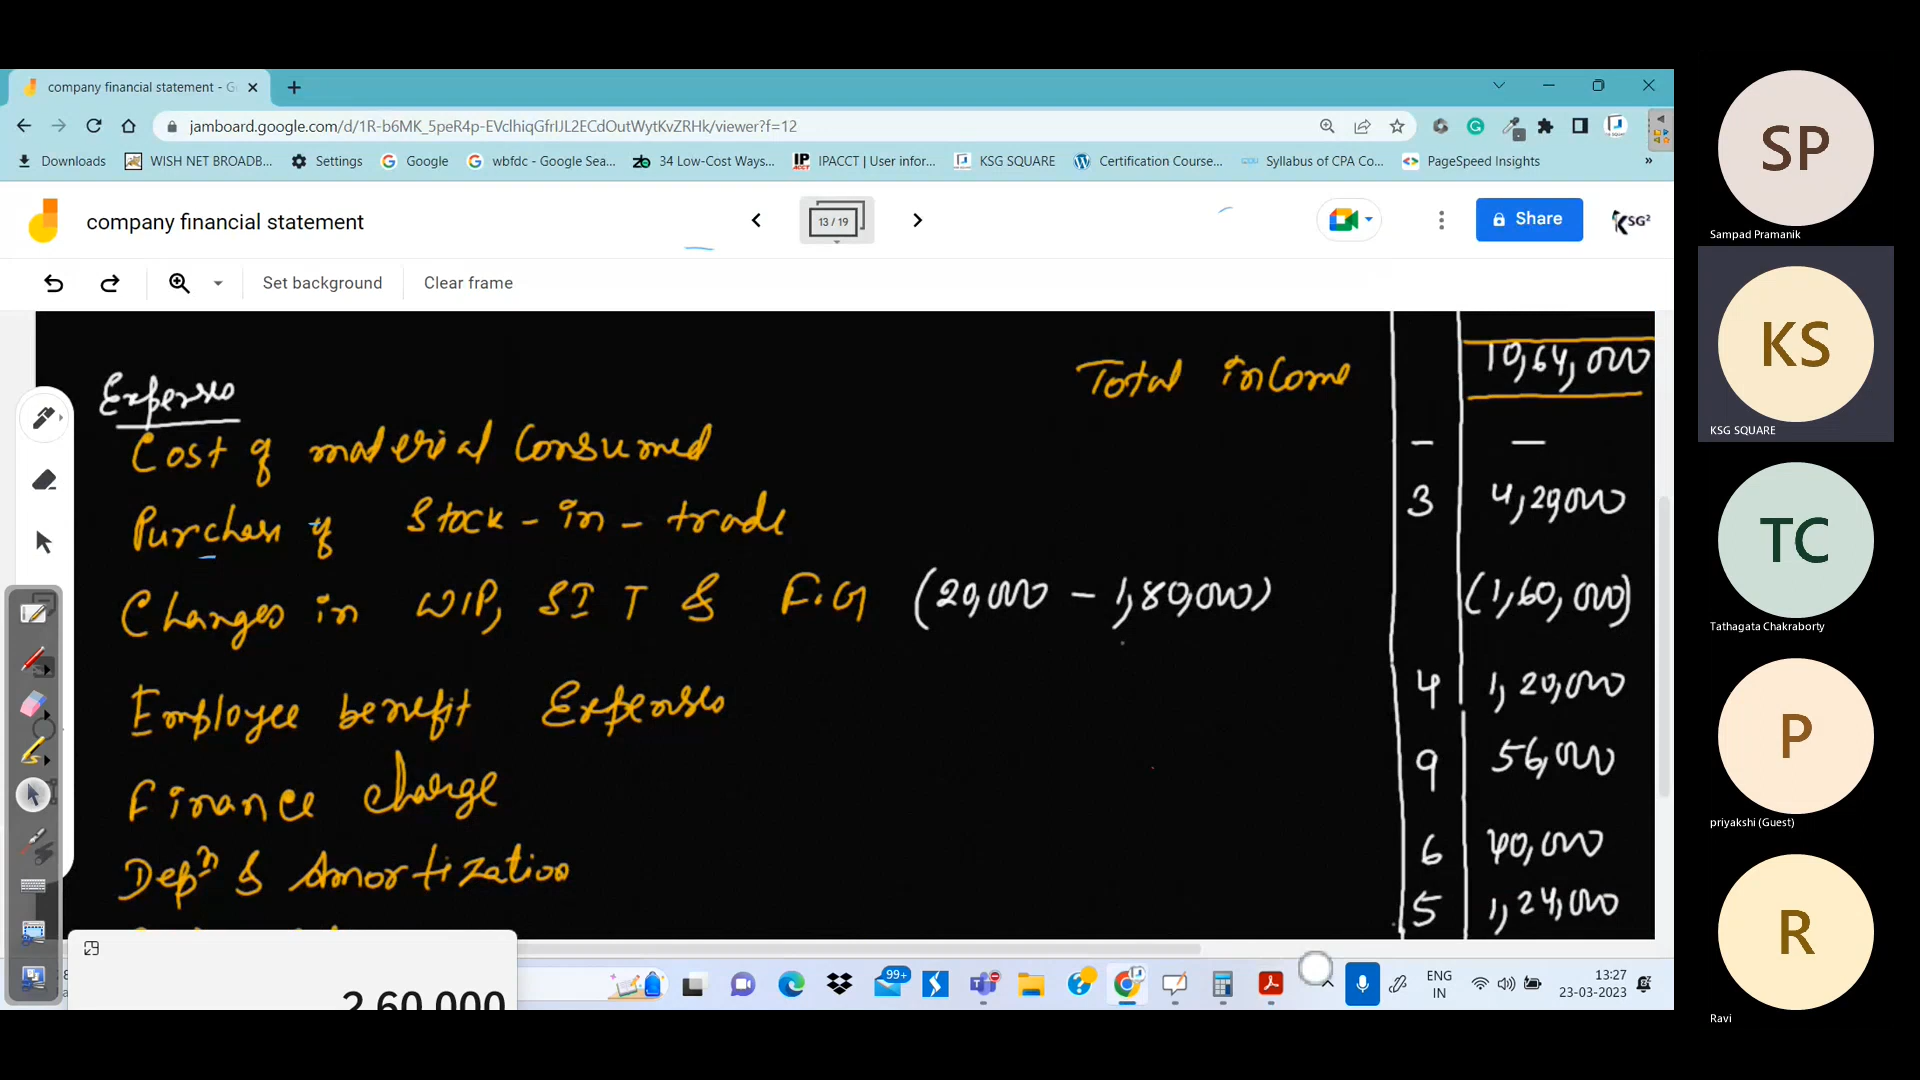 company financial statement - G
jamboard.google.com/d/1R-b6MK_5peR4p-EVclhiqGfrIJL2ECdOutWytKvZRHk/viewer?f=12
Downloads WISH NET BROADB... Settings Google wbfdc - Google Sea... 34 Low-Cost Ways... IPACCT | User infor... KSG SQUARE Certification Course... Syllabus of CPA Co... PageSpeed Insights »
company financial statement 13 / 19 Share KSG²
Set background Clear frame
Total income 10,64,000
Expenses
Cost of material Consumed — —
Purchase of Stock-in-trade 3 4,20,000
Changes in WIP, SIT & F.G (20,000 - 1,80,000) (1,60,000)
Employee benefit Expenses 4 1,20,000
Finance charge 9 56,000
Depn & Amortization 6 40,000
5 1,24,000
2,60,000
99+
ENG
IN
13:27
23-03-2023
SP
Sampad Pramanik
KS
KSG SQUARE
TC
Tathagata Chakraborty
P
priyakshi (Guest)
R
Ravi